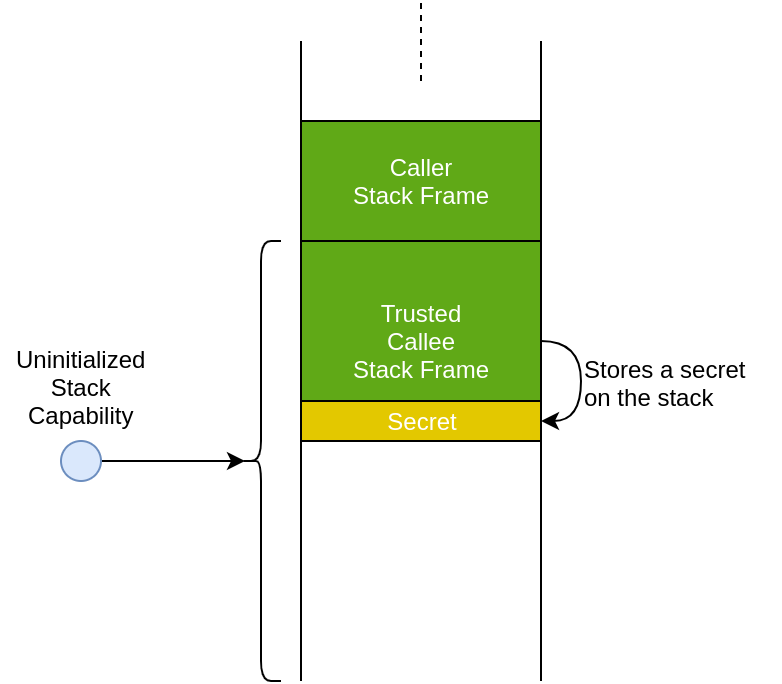 Caller
Stack Frame
Trusted
Callee
Stack Frame
Secret
Uninitialized
Stack
Capability
Stores a secret
on the stack